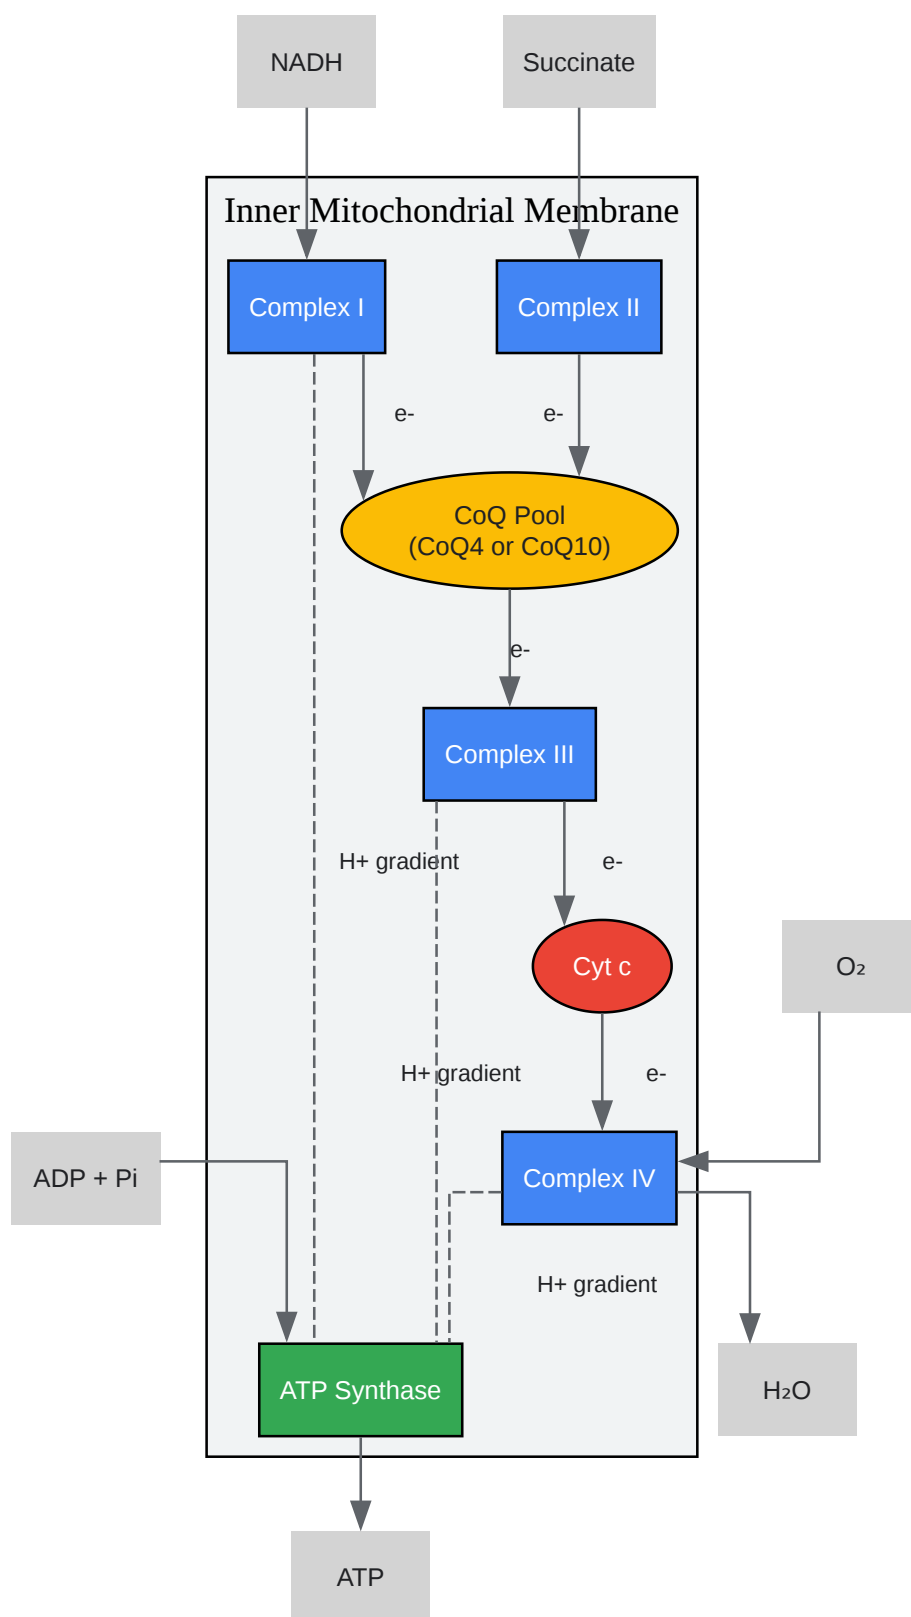 NADH
Succinate
Inner Mitochondrial Membrane
Complex I
Complex II
e-
e-
CoQ Pool
(CoQ4 or CoQ10)
e-
Complex III
H+ gradient
e-
Cyt c
O₂
H+ gradient
e-
ADP + Pi
Complex IV
H+ gradient
ATP Synthase
H₂O
ATP